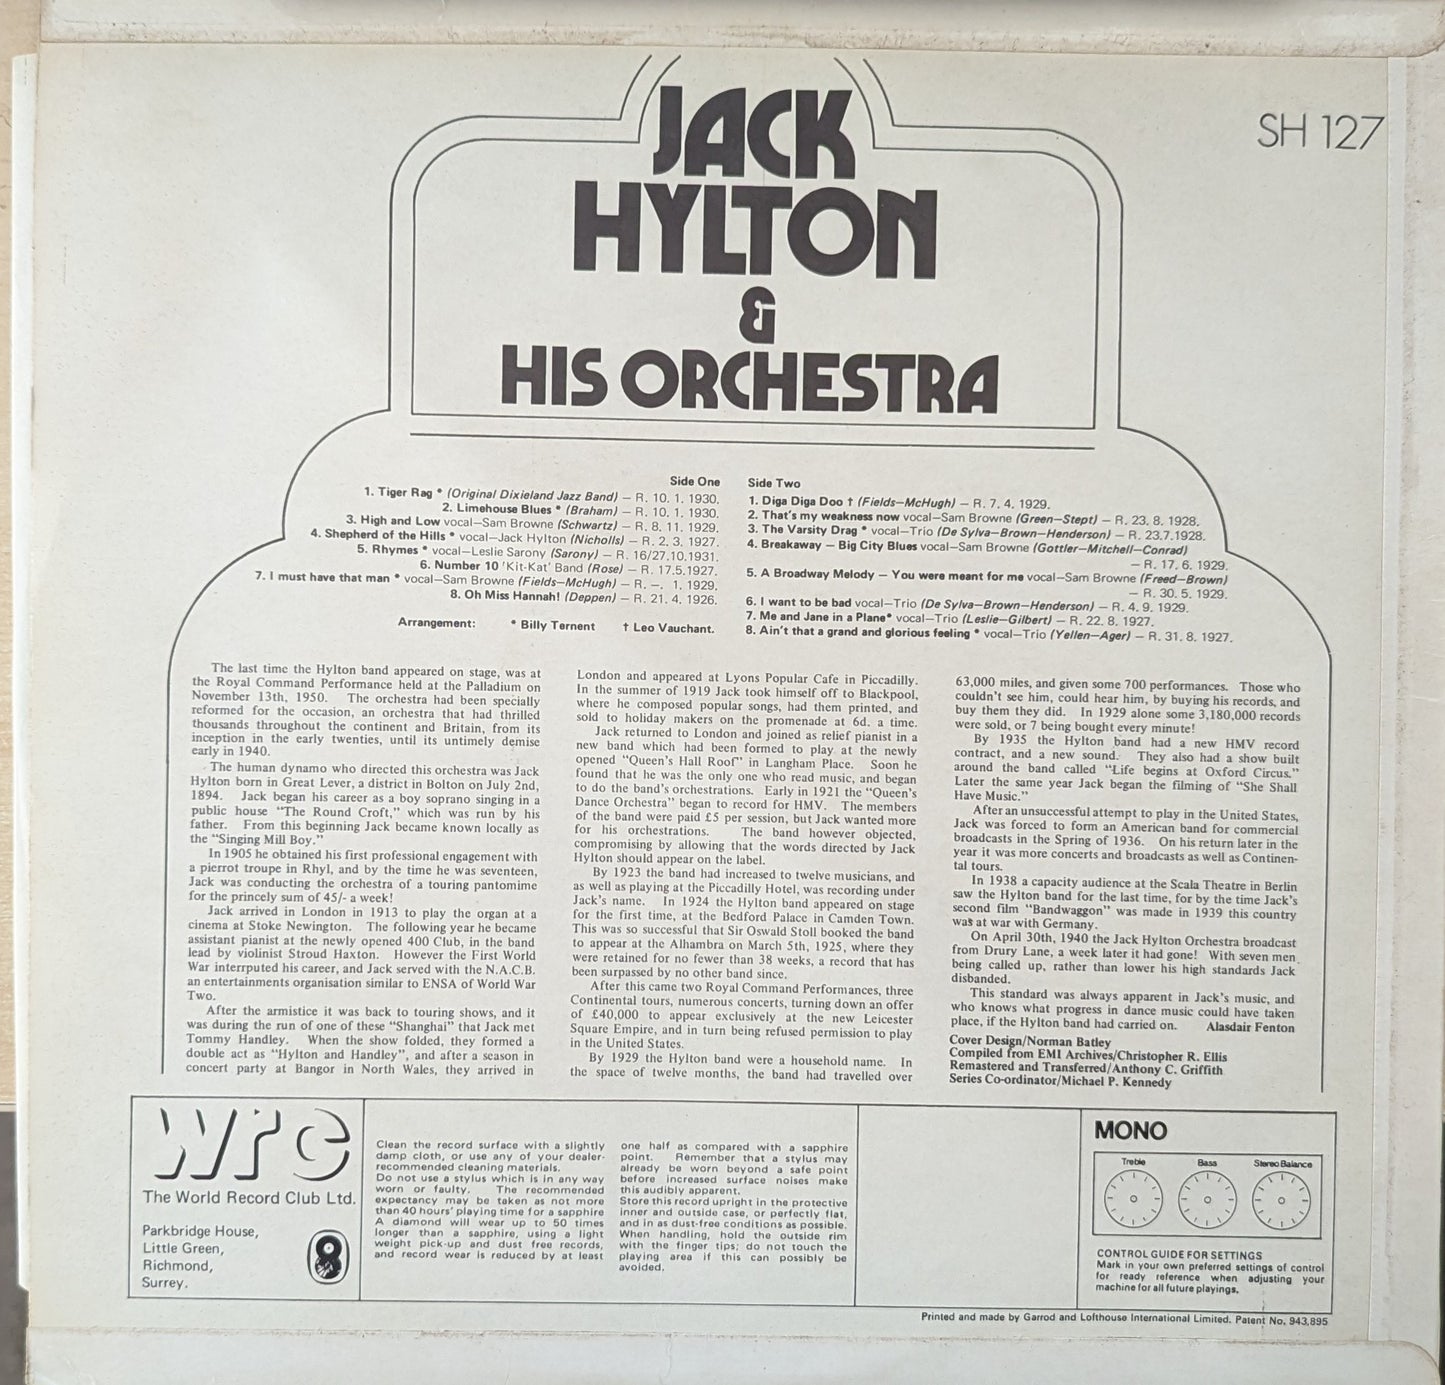 JACK
HYLTON
&
HIS ORCHESTRA
SH 127
Side One
1. Tiger Rag * (Original Dixieland Jazz Band) – R. 10. 1. 1930.
2. Limehouse Blues * (Braham) – R. 10. 1. 1930.
3. High and Low vocal–Sam Browne (Schwartz) – R. 8. 11. 1929.
4. Shepherd of the Hills * vocal–Jack Hylton (Nicholls) – R. 2. 3. 1927.
5. Rhymes * vocal–Leslie Sarony (Sarony) – R. 16/27.10.1931.
6. Number 10 'Kit-Kat' Band (Rose) – R. 17.5.1927.
7. I must have that man * vocal–Sam Browne (Fields–McHugh) – R. –. 1. 1929.
8. Oh Miss Hannah! (Deppen) – R. 21. 4. 1926.
Arrangement: * Billy Ternent † Leo Vauchant.
Side Two
1. Diga Diga Doo † (Fields–McHugh) – R. 7. 4. 1929.
2. That's my weakness now vocal–Sam Browne (Green–Stept) – R. 23. 8. 1928.
3. The Varsity Drag * vocal–Trio (De Sylva–Brown–Henderson) – R. 23.7.1928.
4. Breakaway – Big City Blues vocal–Sam Browne (Gottler–Mitchell–Conrad)
– R. 17. 6. 1929.
5. A Broadway Melody – You were meant for me vocal–Sam Browne (Freed–Brown)
– R. 30. 5. 1929.
6. I want to be bad vocal–Trio (De Sylva–Brown–Henderson) – R. 4. 9. 1929.
7. Me and Jane in a Plane* vocal–Trio (Leslie–Gilbert) – R. 22. 8. 1927.
8. Ain't that a grand and glorious feeling * vocal–Trio (Yellen–Ager) – R. 31. 8. 1927.
The last time the Hylton band appeared on stage, was at
the Royal Command Performance held at the Palladium on
November 13th, 1950. The orchestra had been specially
reformed for the occasion, an orchestra that had thrilled
thousands throughout the continent and Britain, from its
inception in the early twenties, until its untimely demise
early in 1940.
The human dynamo who directed this orchestra was Jack
Hylton born in Great Lever, a district in Bolton on July 2nd,
1894. Jack began his career as a boy soprano singing in a
public house "The Round Croft," which was run by his
father. From this beginning Jack became known locally as
the "Singing Mill Boy."
In 1905 he obtained his first professional engagement with
a pierrot troupe in Rhyl, and by the time he was seventeen,
Jack was conducting the orchestra of a touring pantomime
for the princely sum of 45/- a week!
Jack arrived in London in 1913 to play the organ at a
cinema at Stoke Newington. The following year he became
assistant pianist at the newly opened 400 Club, in the band
lead by violinist Stroud Haxton. However the First World
War interrputed his career, and Jack served with the N.A.C.B.
an entertainments organisation similar to ENSA of World War
Two.
After the armistice it was back to touring shows, and it
was during the run of one of these "Shanghai" that Jack met
Tommy Handley. When the show folded, they formed a
double act as "Hylton and Handley", and after a season in
concert party at Bangor in North Wales, they arrived in
London and appeared at Lyons Popular Cafe in Piccadilly.
In the summer of 1919 Jack took himself off to Blackpool,
where he composed popular songs, had them printed, and
sold to holiday makers on the promenade at 6d. a time.
Jack returned to London and joined as relief pianist in a
new band which had been formed to play at the newly
opened "Queen's Hall Roof" in Langham Place. Soon he
found that he was the only one who read music, and began
to do the band's orchestrations. Early in 1921 the "Queen's
Dance Orchestra" began to record for HMV. The members
of the band were paid £5 per session, but Jack wanted more
for his orchestrations. The band however objected,
compromising by allowing that the words directed by Jack
Hylton should appear on the label.
By 1923 the band had increased to twelve musicians, and
as well as playing at the Piccadilly Hotel, was recording under
Jack's name. In 1924 the Hylton band appeared on stage
for the first time, at the Bedford Palace in Camden Town.
This was so successful that Sir Oswald Stoll booked the band
to appear at the Alhambra on March 5th, 1925, where they
were retained for no fewer than 38 weeks, a record that has
been surpassed by no other band since.
After this came two Royal Command Performances, three
Continental tours, numerous concerts, turning down an offer
of £40,000 to appear exclusively at the new Leicester
Square Empire, and in turn being refused permission to play
in the United States.
By 1929 the Hylton band were a household name. In
the space of twelve months, the band had travelled over
63,000 miles, and given some 700 performances. Those who
couldn't see him, could hear him, by buying his records, and
buy them they did. In 1929 alone some 3,180,000 records
were sold, or 7 being bought every minute!
By 1935 the Hylton band had a new HMV record
contract, and a new sound. They also had a show built
around the band called "Life begins at Oxford Circus."
Later the same year Jack began the filming of "She Shall
Have Music."
After an unsuccessful attempt to play in the United States,
Jack was forced to form an American band for commercial
broadcasts in the Spring of 1936. On his return later in the
year it was more concerts and broadcasts as well as Continen-
tal tours.
In 1938 a capacity audience at the Scala Theatre in Berlin
saw the Hylton band for the last time, for by the time Jack's
second film "Bandwaggon" was made in 1939 this country
was at war with Germany.
On April 30th, 1940 the Jack Hylton Orchestra broadcast
from Drury Lane, a week later it had gone! With seven men
being called up, rather than lower his high standards Jack
disbanded.
This standard was always apparent in Jack's music, and
who knows what progress in dance music could have taken
place, if the Hylton band had carried on. Alasdair Fenton
Cover Design/Norman Batley
Compiled from EMI Archives/Christopher R. Ellis
Remastered and Transferred/Anthony C. Griffith
Series Co-ordinator/Michael P. Kennedy
WRC
The World Record Club Ltd.
Parkbridge House,
Little Green,
Richmond,
Surrey.
8
Clean the record surface with a slightly
damp cloth, or use any of your dealer-
recommended cleaning materials.
Do not use a stylus which is in any way
worn or faulty. The recommended
expectancy may be taken as not more
than 40 hours' playing time for a sapphire
A diamond will wear up to 50 times
longer than a sapphire, using a light
weight pick-up and dust free records,
and record wear is reduced by at least
one half as compared with a sapphire
point. Remember that a stylus may
already be worn beyond a safe point
before increased surface noises make
this audibly apparent.
Store this record upright in the protective
inner and outside case, or perfectly flat,
and in as dust-free conditions as possible.
When handling, hold the outside rim
with the finger tips; do not touch the
playing area if this can possibly be
avoided.
MONO
Treble Bass Stereo Balance
CONTROL GUIDE FOR SETTINGS
Mark in your own preferred settings of control
for ready reference when adjusting your
machine for all future playings.
Printed and made by Garrod and Lofthouse International Limited. Patent No. 943,895